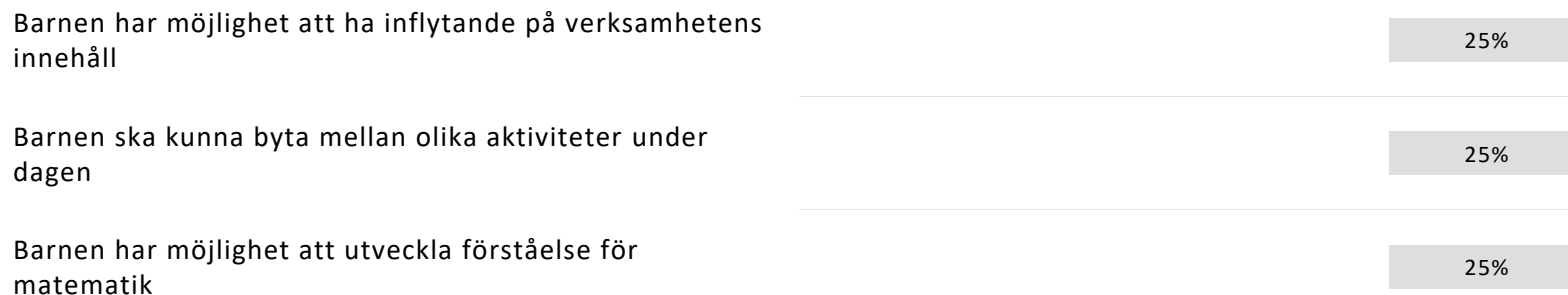 Barnen har möjlighet att ha inflytande på verksamhetens
innehåll
25%
Barnen ska kunna byta mellan olika aktiviteter under
dagen
25%
Barnen har möjlighet att utveckla förståelse för
matematik
25%